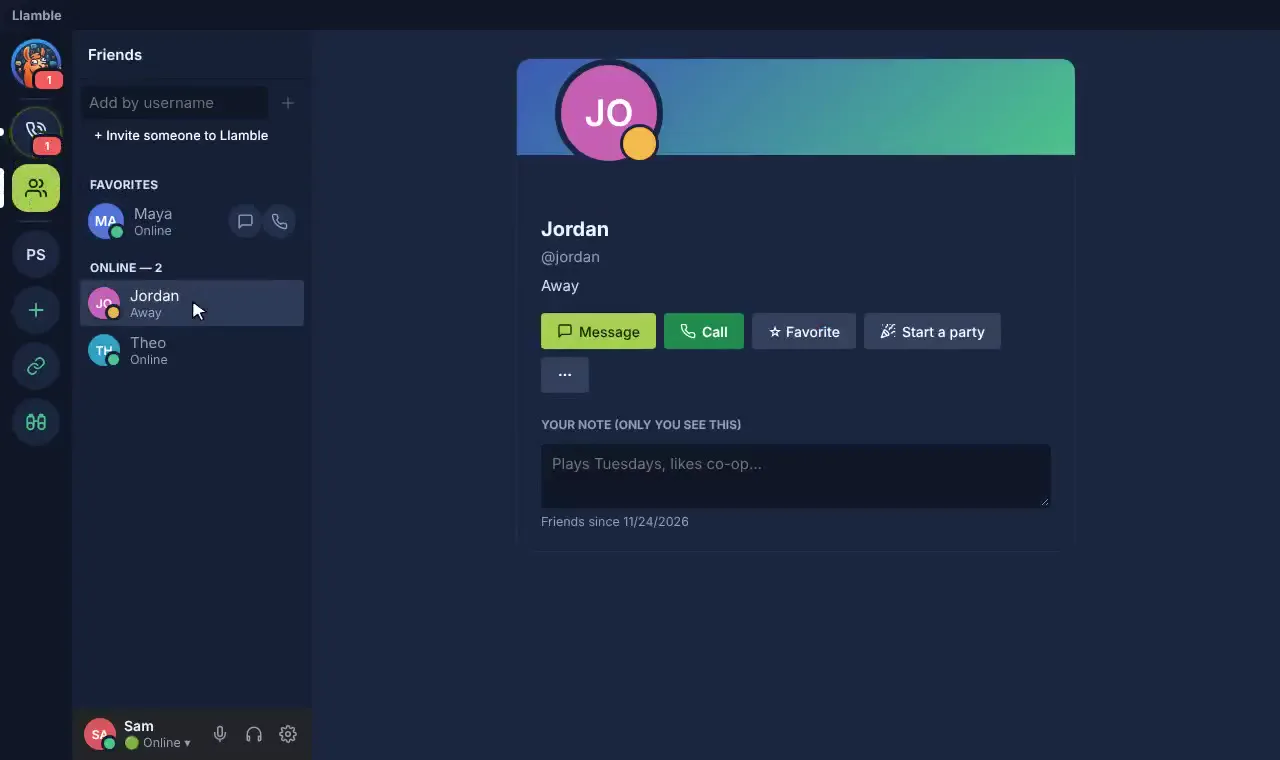 Llamble
1
1
PS
Friends
Add by username
+ Invite someone to Llamble
FAVORITES
MA
Maya
Online
ONLINE — 2
JO
Jordan
Away
TH
Theo
Online
SA
Sam
Online ▾
JO
Jordan
@jordan
Away
Message
Call
☆ Favorite
Start a party
...
YOUR NOTE (ONLY YOU SEE THIS)
Plays Tuesdays, likes co-op...
Friends since 11/24/2026